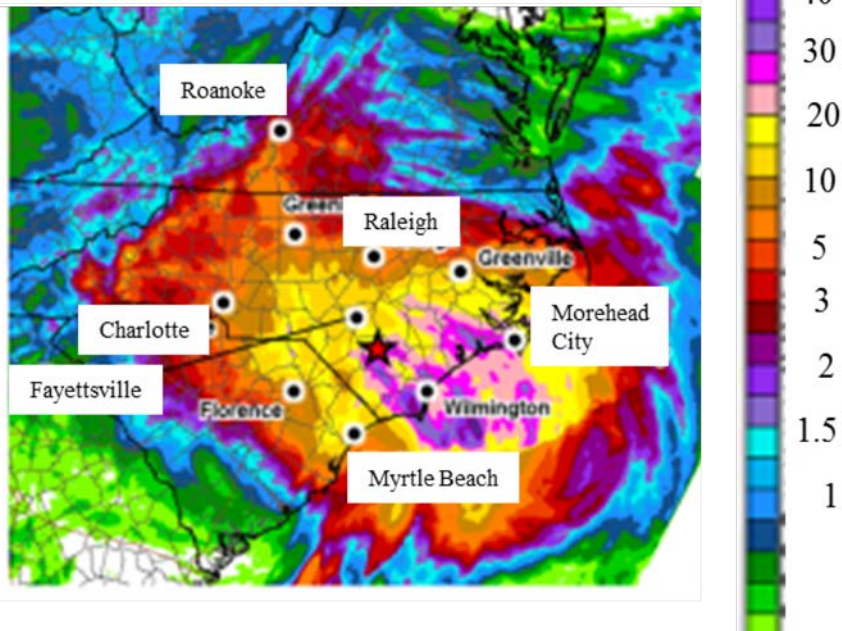 Roanoke
Raleigh
Greenville
Morehead
City
Charlotte
Fayettsville
Florence
Wilmington
Myrtle Beach
30
20
10
5
3
2
1.5
1